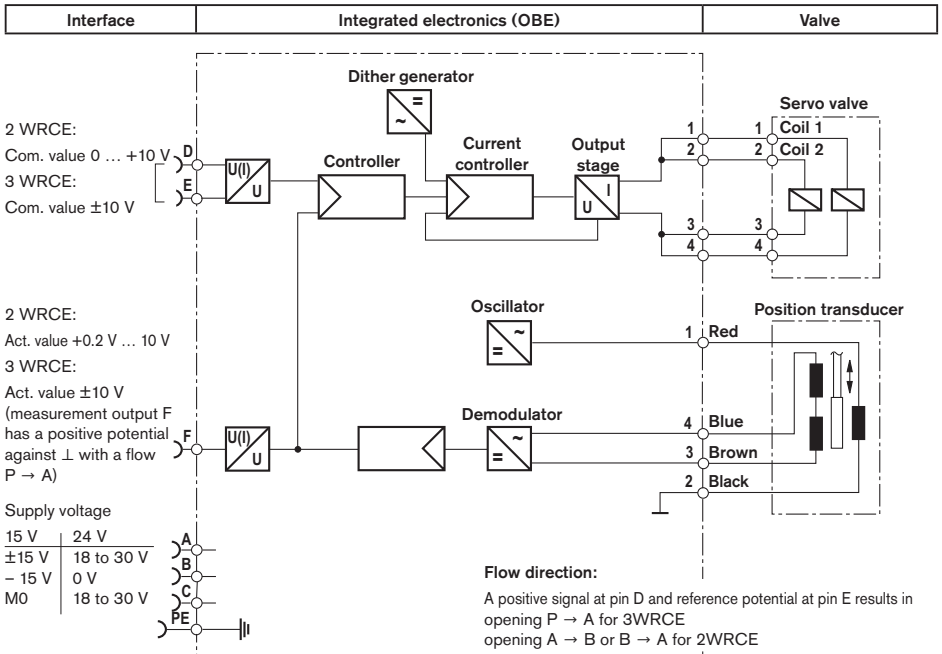 Interface Integrated electronics (OBE) Valve
Dither generator
=
~
Servo valve
2 WRCE:
Com. value 0 … +10 V
3 WRCE:
Com. value ±10 V
D
E
U(I)
U
Controller
Current
controller
Output
stage
I
U
1 1 Coil 1
2 2 Coil 2
3 3
4 4
2 WRCE:
Act. value +0.2 V … 10 V
3 WRCE:
Act. value ±10 V
(measurement output F
has a positive potential
against ⊥ with a flow
P → A)
F
U(I)
U
Oscillator
~
=
Position transducer
1 Red
Demodulator
~
=
4 Blue
3 Brown
2 Black
Supply voltage
15 V 24 V
±15 V 18 to 30 V
– 15 V 0 V
M0 18 to 30 V
A
B
C
PE
Flow direction:
A positive signal at pin D and reference potential at pin E results in
opening P → A for 3WRCE
opening A → B or B → A for 2WRCE